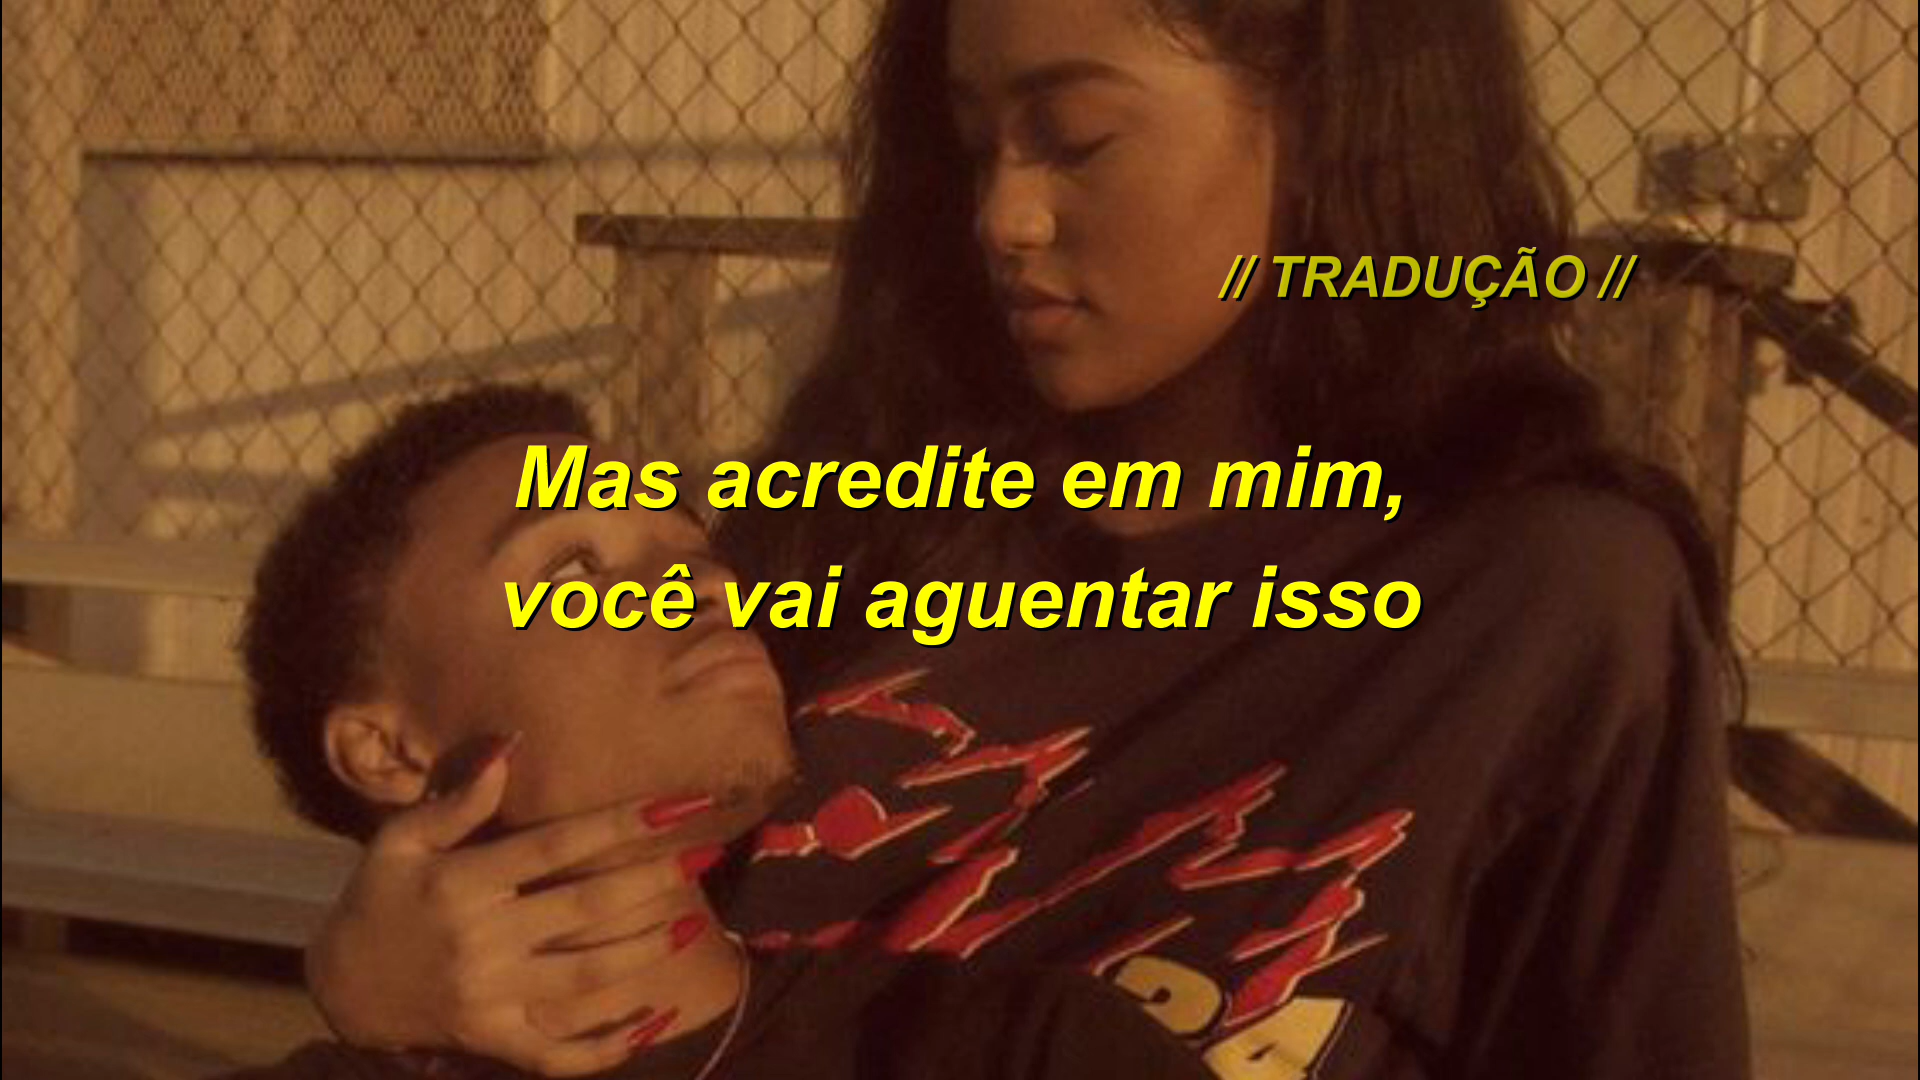 // TRADUÇÃO //
Mas acredite em mim,
você vai aguentar isso